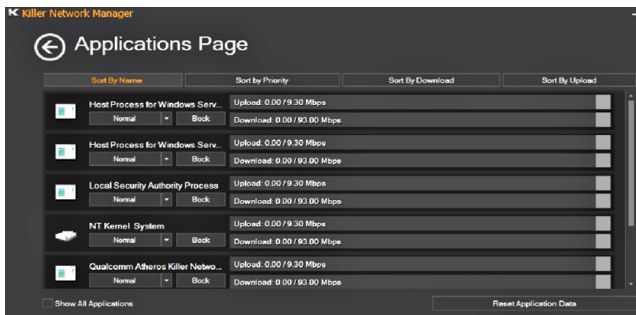 Killer Network Manager
Applications Page
Sort By Name Sort by Priority Sort By Download Sort By Upload
Host Process for Windows Serv... Upload: 0.00 / 9.30 Mbps
Normal Block Download: 0.00 / 93.00 Mbps
Host Process for Windows Serv... Upload: 0.00 / 9.30 Mbps
Normal Block Download: 0.00 / 93.00 Mbps
Local Security Authority Process Upload: 0.00 / 9.30 Mbps
Normal Block Download: 0.00 / 93.00 Mbps
NT Kernel System Upload: 0.00 / 9.30 Mbps
Normal Block Download: 0.00 / 93.00 Mbps
Qualcomm Atheros Killer Netwo... Upload: 0.00 / 9.30 Mbps
Normal Block Download: 0.00 / 93.00 Mbps
Show All Applications Reset Application Data